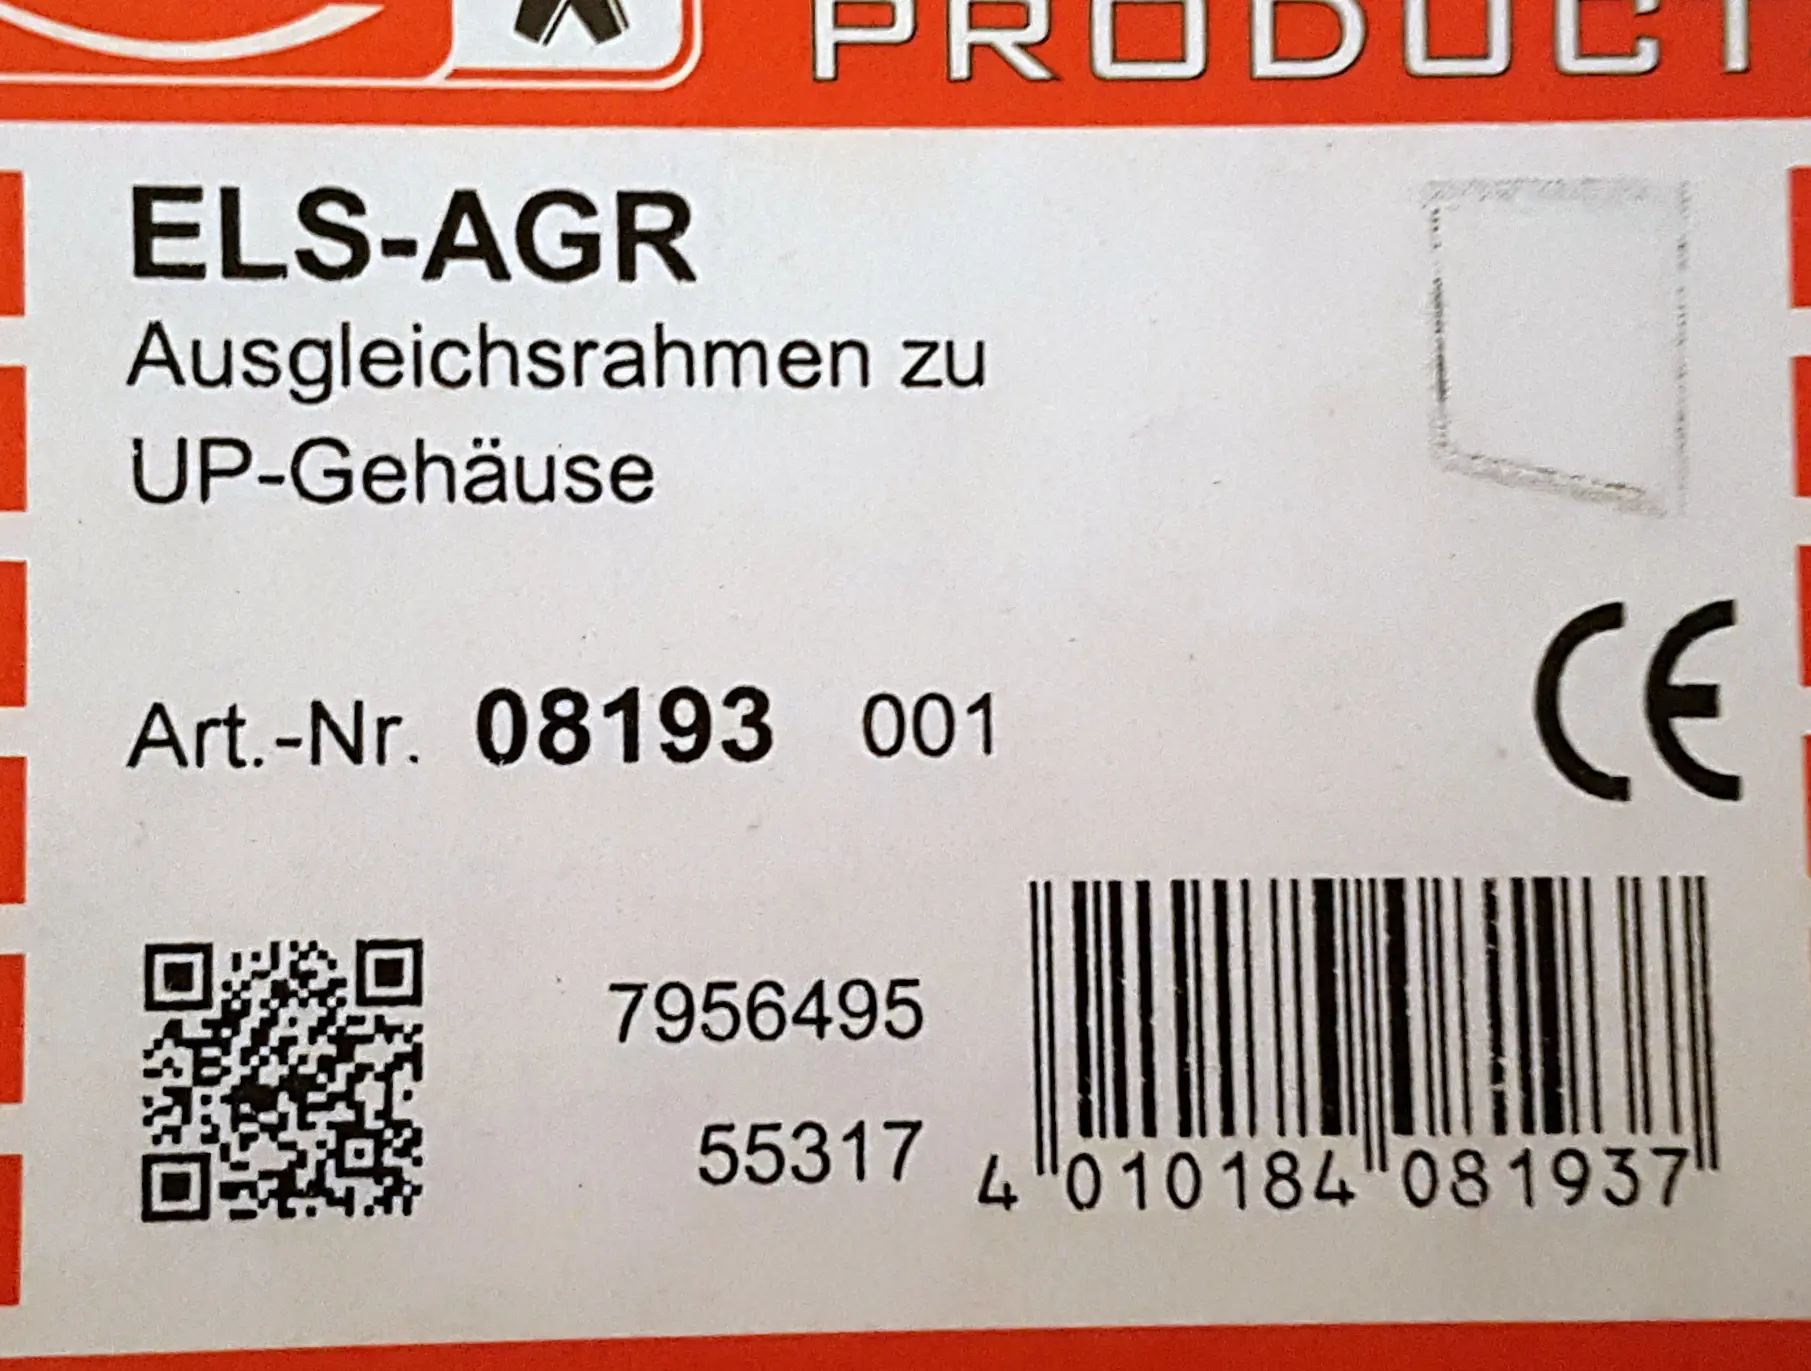 PRODUCT
ELS-AGR
Ausgleichsrahmen zu
UP-Gehäuse
Art.-Nr. 08193 001
CE
7956495
55317
4 010184 081937